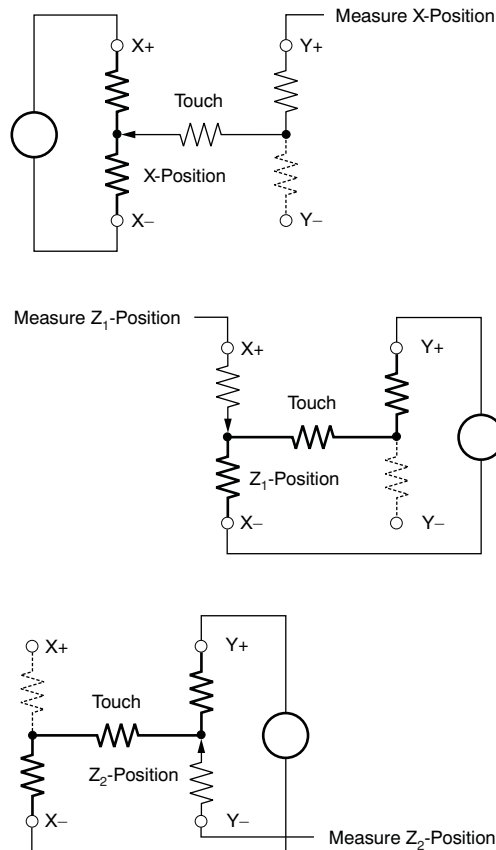 Measure X-Position
X+
Y+
Touch
X-Position
X–
Y–
Measure Z₁-Position
X+
Y+
Touch
Z₁-Position
X–
Y–
X+
Y+
Touch
Z₂-Position
X–
Y–
Measure Z₂-Position